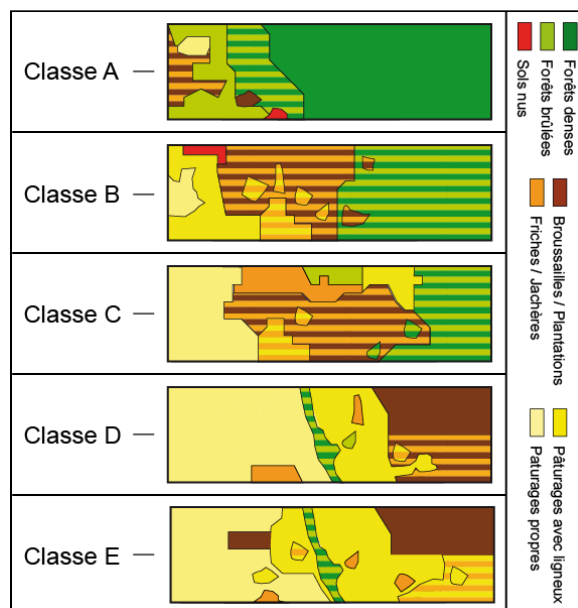 Classe A
Classe B
Classe C
Classe D
Classe E
Forêts denses
Forêts brûlées
Sols nus
Broussailles / Plantations
Friches / Jachères
Pâturages avec ligneux
Paturages propres